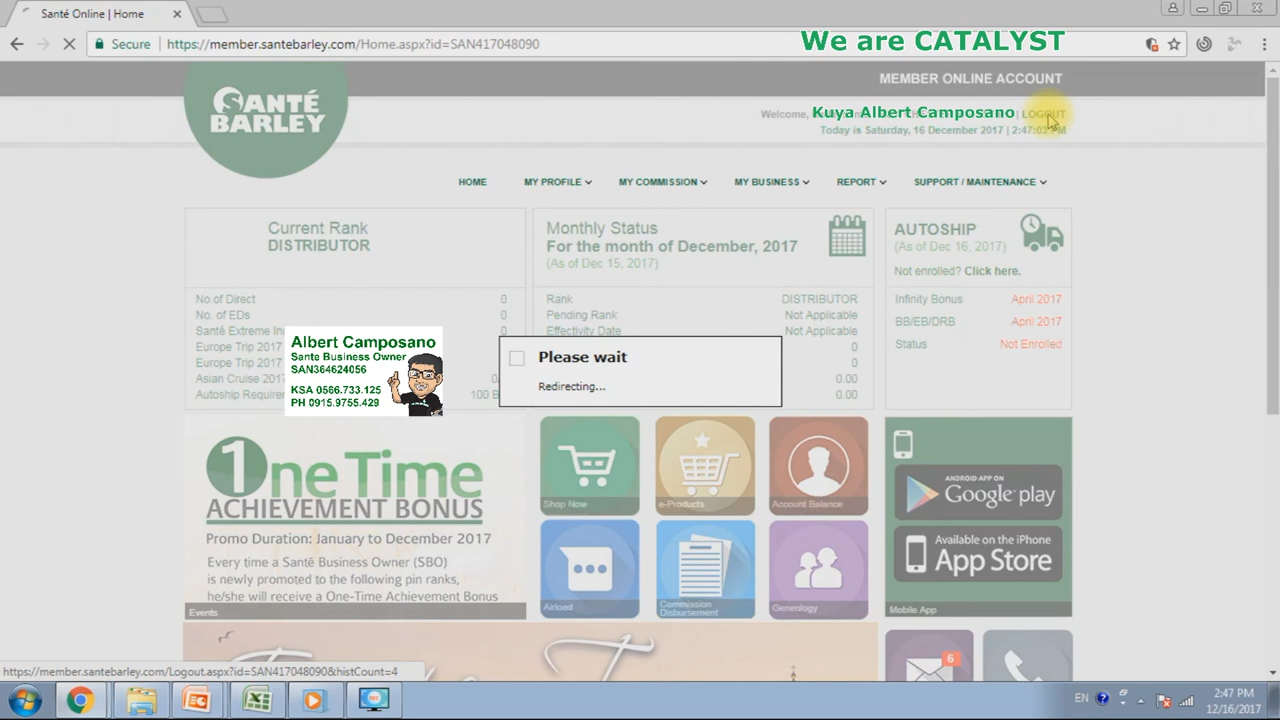 Santé Online | Home
Secure
https://member.santebarley.com/Home.aspx?id=SAN417048090
We are CATALYST
SANTÉ
BARLEY
MEMBER ONLINE ACCOUNT
Welcome,
Kuya Albert Camposano
| LOGOUT
Today is Saturday, 16 December 2017 | 2:47:03 PM
HOME
MY PROFILE
MY COMMISSION
MY BUSINESS
REPORT
SUPPORT / MAINTENANCE
Current Rank
DISTRIBUTOR
No.of Direct 0
No. of EDs 0
Santé Extreme In 0
Europe Trip 2017
Europe Trip 2017
Asian Cruise 2017
Autoship Require 100 B
Albert Camposano
Sante Business Owner
SAN364624056
KSA 0566.733.125
PH 0915.9755.429
Monthly Status
For the month of December, 2017
(As of Dec 15, 2017)
Rank DISTRIBUTOR
Pending Rank Not Applicable
Effectivity Date Not Applicable
0
0
0.00
0.00
Please wait
Redirecting...
AUTOSHIP
(As of Dec 16, 2017)
Not enrolled? Click here.
Infinity Bonus April 2017
BB/EB/DRB April 2017
Status Not Enrolled
1ne Time
ACHIEVEMENT BONUS
Promo Duration: January to December 2017
Every time a Santé Business Owner (SBO)
is newly promoted to the following pin ranks,
he/she will receive a One-Time Achievement Bonus
Events
Shop Now
e-Products
Account Balance
Airloed
Commission
Disbursement
Geneology
ANDROID APP ON
Google play
Available on the iPhone
App Store
Mobile App
6
https://member.santebarley.com/Logout.aspx?id=SAN417048090&histCount=4
EN
2:47 PM
12/16/2017